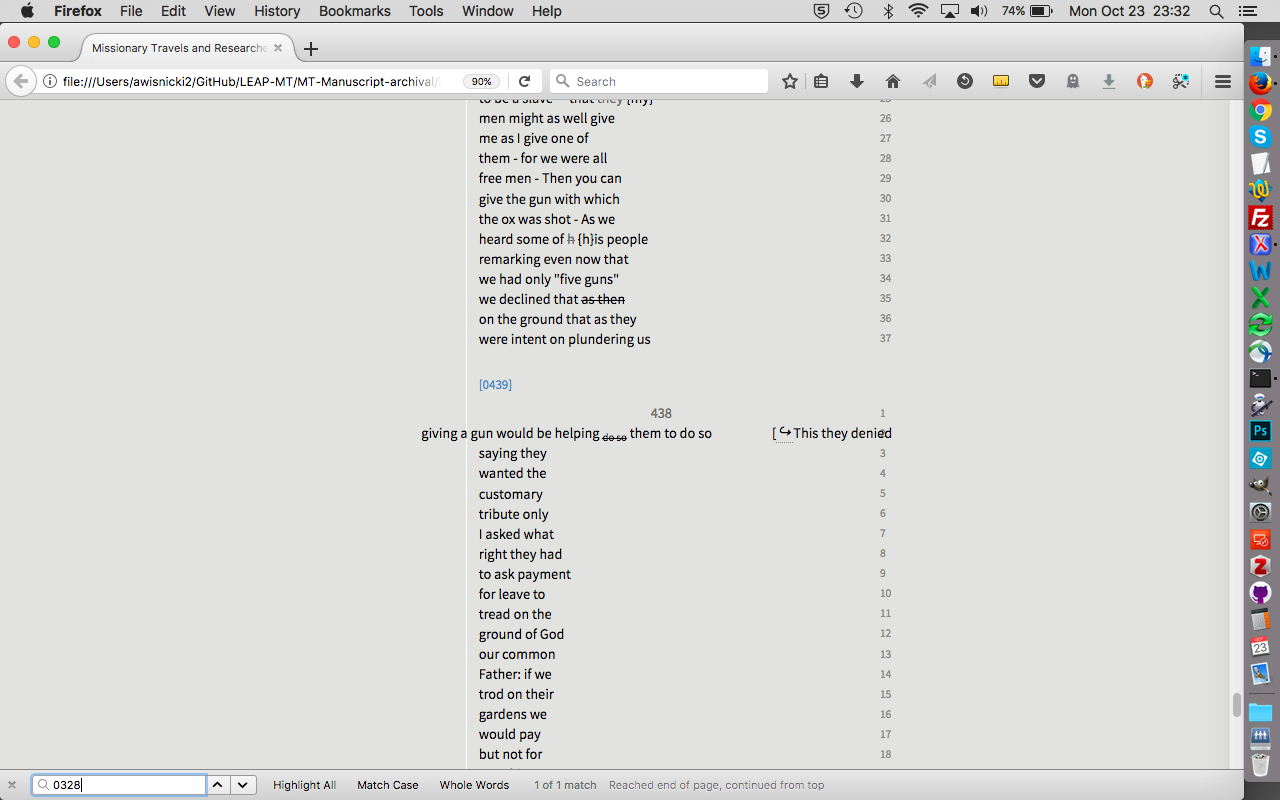 Firefox File Edit View History Bookmarks Tools Window Help 74% Mon Oct 23 23:32
Missionary Travels and Researche
file:///Users/awisnicki2/GitHub/LEAP-MT/MT-Manuscript-archival/ 90% Search
to be a slave - that they {my} 25
men might as well give 26
me as I give one of 27
them - for we were all 28
free men - Then you can 29
give the gun with which 30
the ox was shot - As we 31
heard some of h {h}is people 32
remarking even now that 33
we had only "five guns" 34
we declined that as then 35
on the ground that as they 36
were intent on plundering us 37
[0439]
438 1
giving a gun would be helping do so them to do so [↪This they denied 2
saying they 3
wanted the 4
customary 5
tribute only 6
I asked what 7
right they had 8
to ask payment 9
for leave to 10
tread on the 11
ground of God 12
our common 13
Father: if we 14
trod on their 15
gardens we 16
would pay 17
but not for 18
0328 Highlight All Match Case Whole Words 1 of 1 match Reached end of page, continued from top